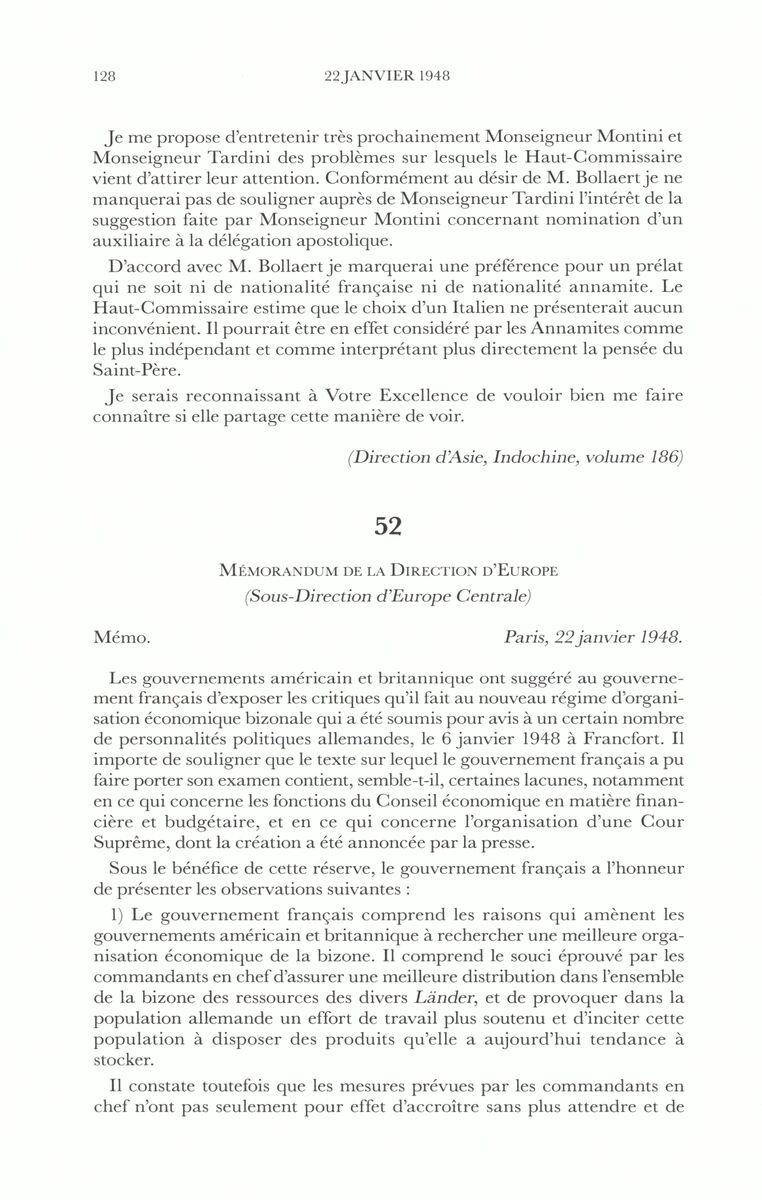 128
22 JANVIER 1948
Je me propose d'entretenir très prochainement Monseigneur Montini et
Monseigneur Tardini des problèmes sur lesquels le Haut-Commissaire
vient d'attirer leur attention. Conformément au désir de M. Bollaert je ne
manquerai pas de souligner auprès de Monseigneur Tardini l'intérêt de la
suggestion faite par Monseigneur Montini concernant nomination d'un
auxiliaire à la délégation apostolique.
D'accord avec M. Bollaert je marquerai une préférence pour un prélat
qui ne soit ni de nationalité française ni de nationalité annamite. Le
Haut-Commissaire estime que le choix d'un Italien ne présenterait aucun
inconvénient. Il pourrait être en effet considéré par les Annamites comme
le plus indépendant et comme interprétant plus directement la pensée du
Saint-Père.
Je serais reconnaissant à Votre Excellence de vouloir bien me faire
connaître si elle partage cette manière de voir.
(Direction d'Asie, Indochine, volume 186)
52
MÉMORANDUM DE LA DIRECTION D'EUROPE
(Sous-Direction d'Europe Centrale)
Mémo.
Paris, 22 janvier 1948.
Les gouvernements américain et britannique ont suggéré au gouverne-
ment français d'exposer les critiques qu'il fait au nouveau régime d'organi-
sation économique bizonale qui a été soumis pour avis à un certain nombre
de personnalités politiques allemandes, le 6 janvier 1948 à Francfort. Il
importe de souligner que le texte sur lequel le gouvernement français a pu
faire porter son examen contient, semble-t-il, certaines lacunes, notamment
en ce qui concerne les fonctions du Conseil économique en matière finan-
cière et budgétaire, et en ce qui concerne l'organisation d'une Cour
Suprême, dont la création a été annoncée par la presse.
Sous le bénéfice de cette réserve, le gouvernement français a l'honneur
de présenter les observations suivantes :
1) Le gouvernement français comprend les raisons qui amènent les
gouvernements américain et britannique à rechercher une meilleure orga-
nisation économique de la bizone. Il comprend le souci éprouvé par les
commandants en chef d'assurer une meilleure distribution dans l'ensemble
de la bizone des ressources des divers Länder, et de provoquer dans la
population allemande un effort de travail plus soutenu et d'inciter cette
population à disposer des produits qu'elle a aujourd'hui tendance à
stocker.
Il constate toutefois que les mesures prévues par les commandants en
chef n'ont pas seulement pour effet d'accroître sans plus attendre et de